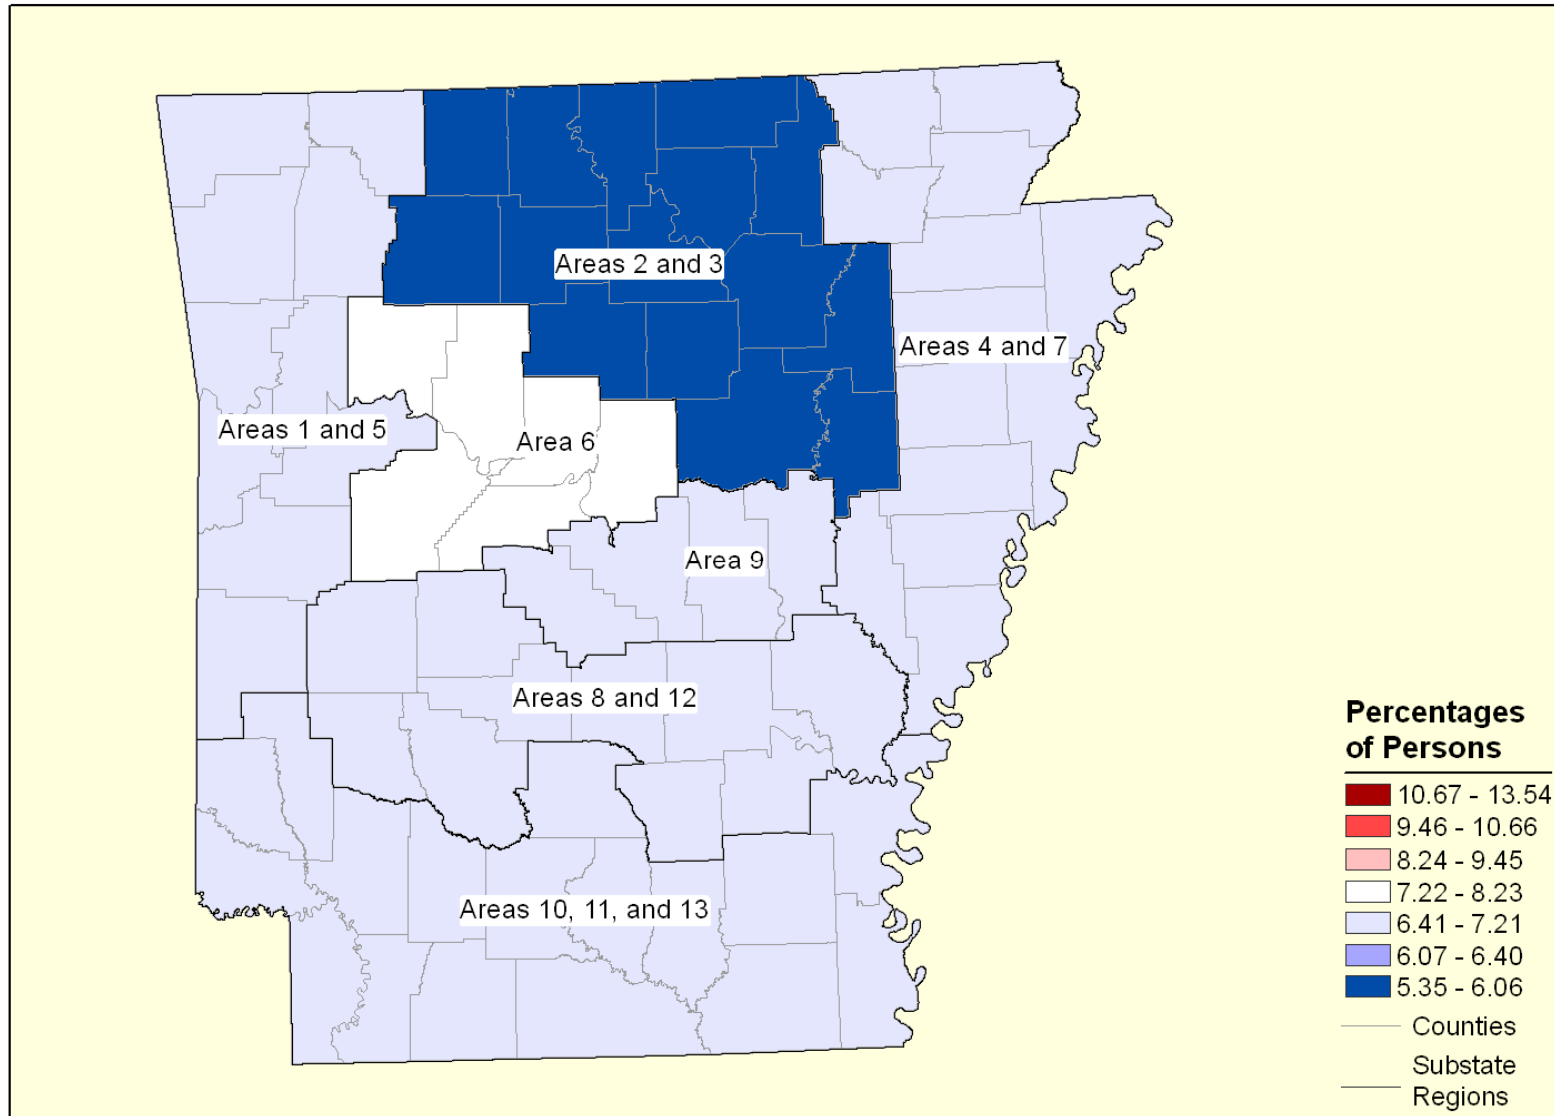 Areas 2 and 3
Areas 4 and 7
Areas 1 and 5
Area 6
Area 9
Areas 8 and 12
Areas 10, 11, and 13
Percentages
of Persons
10.67 - 13.54
9.46 - 10.66
8.24 - 9.45
7.22 - 8.23
6.41 - 7.21
6.07 - 6.40
5.35 - 6.06
Counties
Substate
Regions